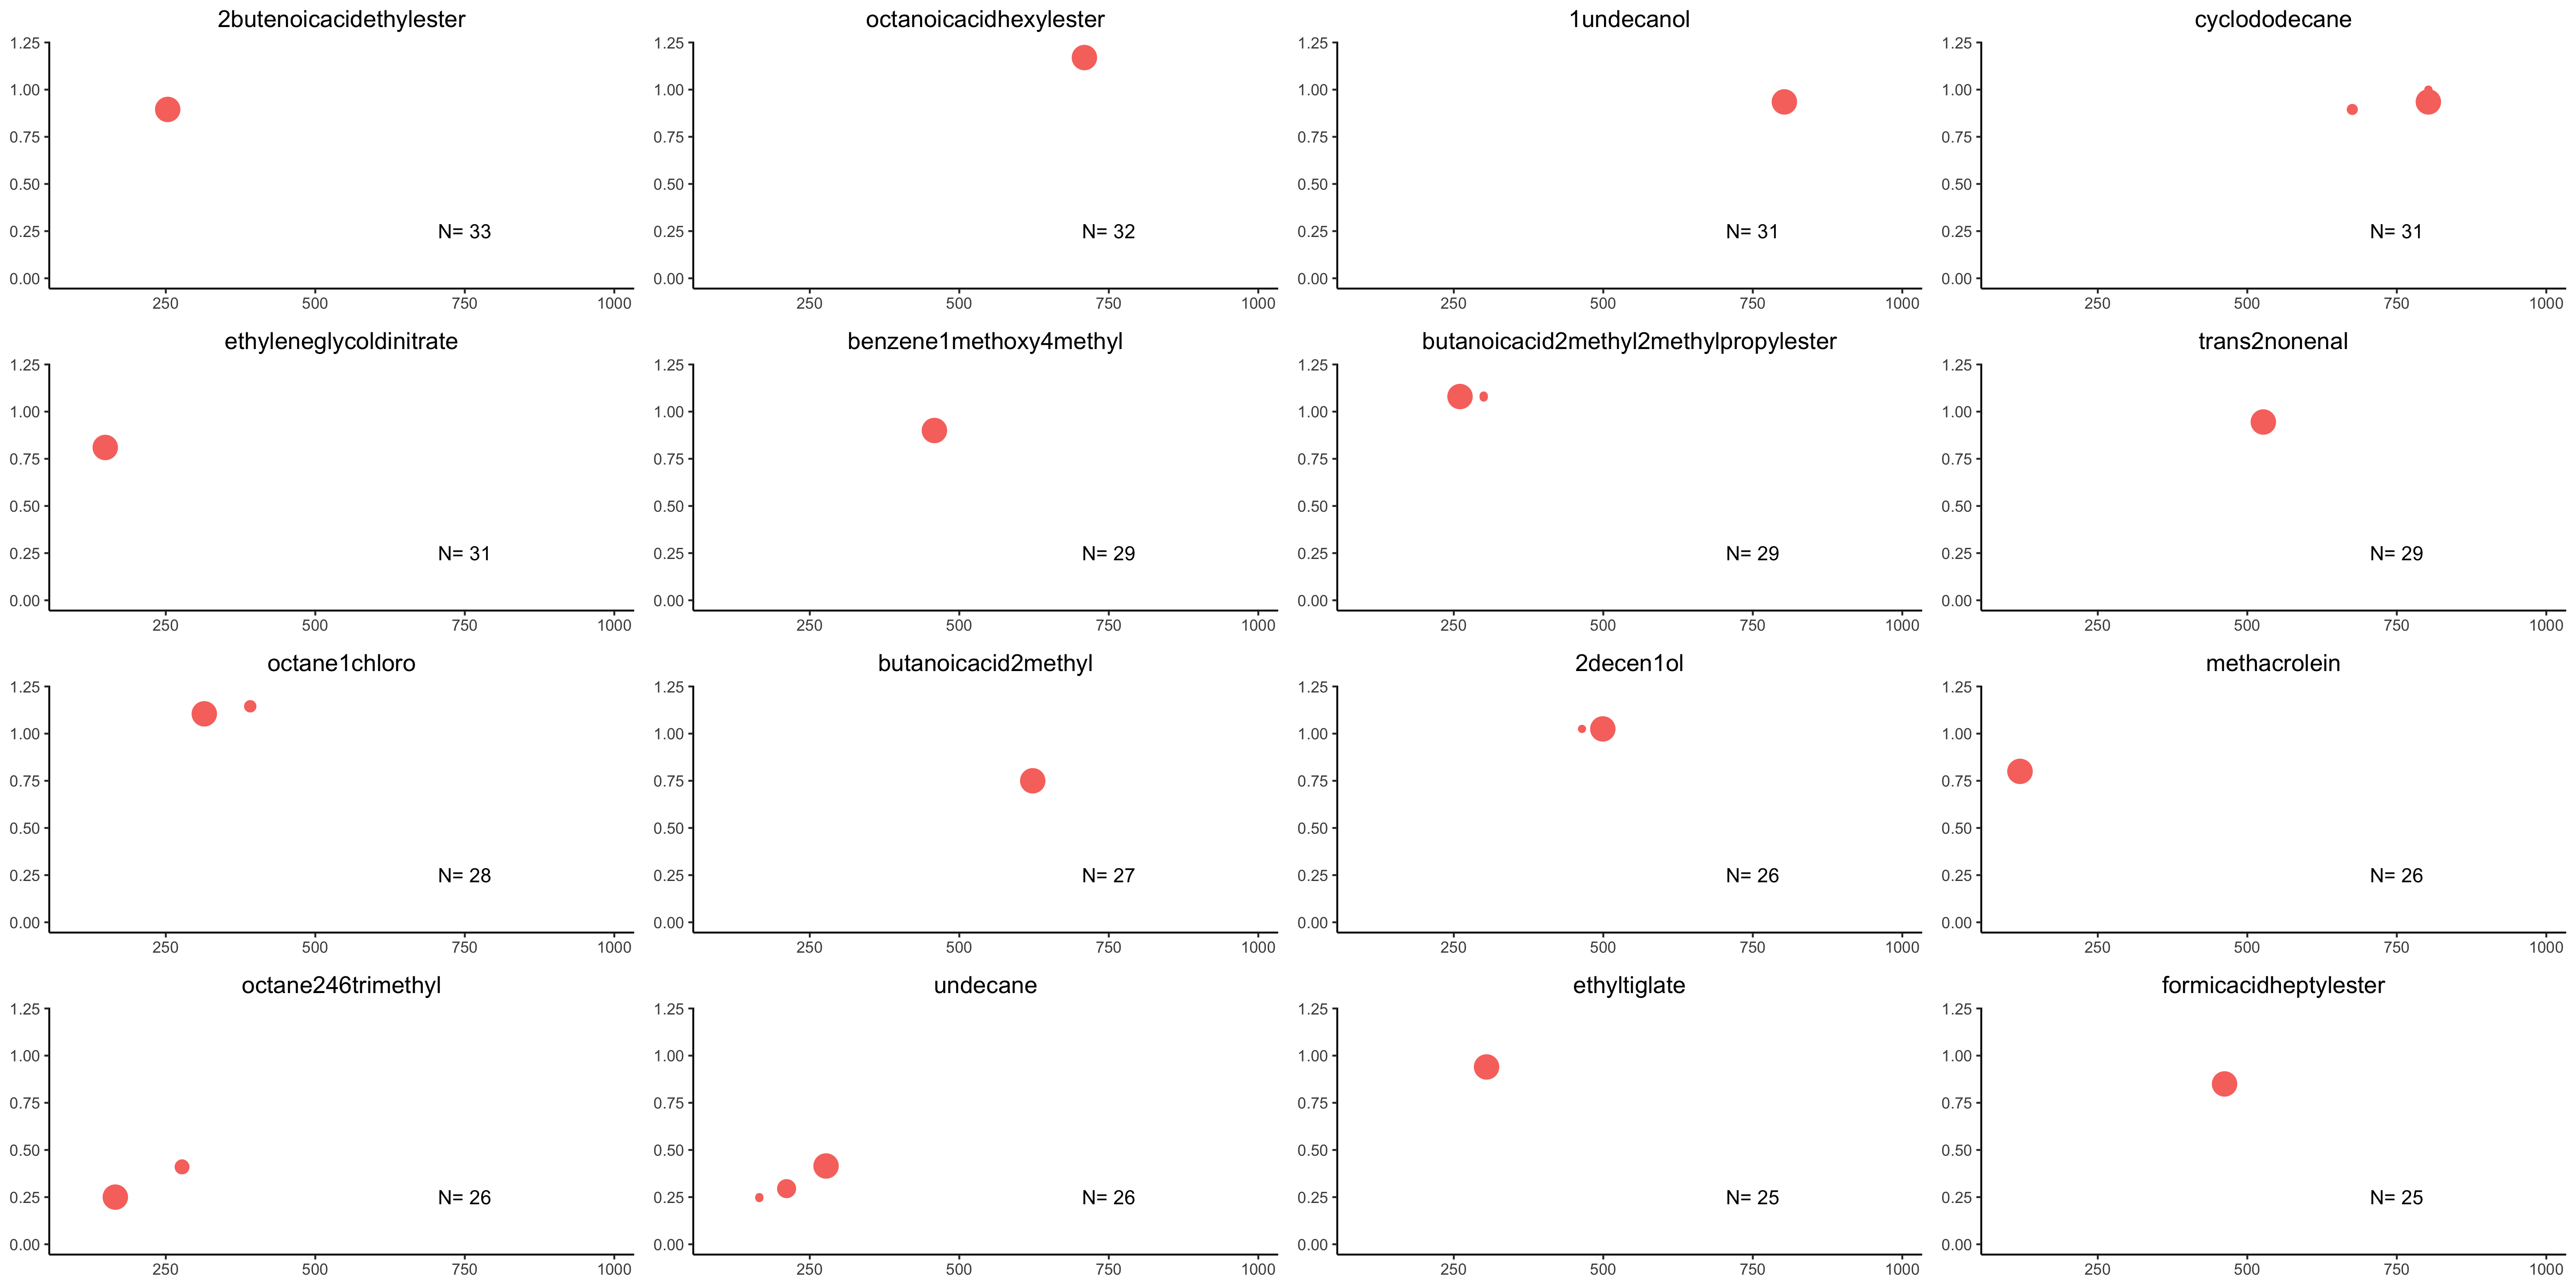 2butenoicacidethylester
octanoicacidhexylester
1undecanol
cyclododecane
1.25
1.00
0.75
0.50
0.25
0.00
N= 33
250 500 750 1000
1.25
1.00
0.75
0.50
0.25
0.00
N= 32
250 500 750 1000
1.25
1.00
0.75
0.50
0.25
0.00
N= 31
250 500 750 1000
1.25
1.00
0.75
0.50
0.25
0.00
N= 31
250 500 750 1000
ethyleneglycoldinitrate
benzene1methoxy4methyl
butanoicacid2methyl2methylpropylester
trans2nonenal
1.25
1.00
0.75
0.50
0.25
0.00
N= 31
250 500 750 1000
1.25
1.00
0.75
0.50
0.25
0.00
N= 29
250 500 750 1000
1.25
1.00
0.75
0.50
0.25
0.00
N= 29
250 500 750 1000
1.25
1.00
0.75
0.50
0.25
0.00
N= 29
250 500 750 1000
octane1chloro
butanoicacid2methyl
2decen1ol
methacrolein
1.25
1.00
0.75
0.50
0.25
0.00
N= 28
250 500 750 1000
1.25
1.00
0.75
0.50
0.25
0.00
N= 27
250 500 750 1000
1.25
1.00
0.75
0.50
0.25
0.00
N= 26
250 500 750 1000
1.25
1.00
0.75
0.50
0.25
0.00
N= 26
250 500 750 1000
octane246trimethyl
undecane
ethyltiglate
formicacidheptylester
1.25
1.00
0.75
0.50
0.25
0.00
N= 26
250 500 750 1000
1.25
1.00
0.75
0.50
0.25
0.00
N= 26
250 500 750 1000
1.25
1.00
0.75
0.50
0.25
0.00
N= 25
250 500 750 1000
1.25
1.00
0.75
0.50
0.25
0.00
N= 25
250 500 750 1000